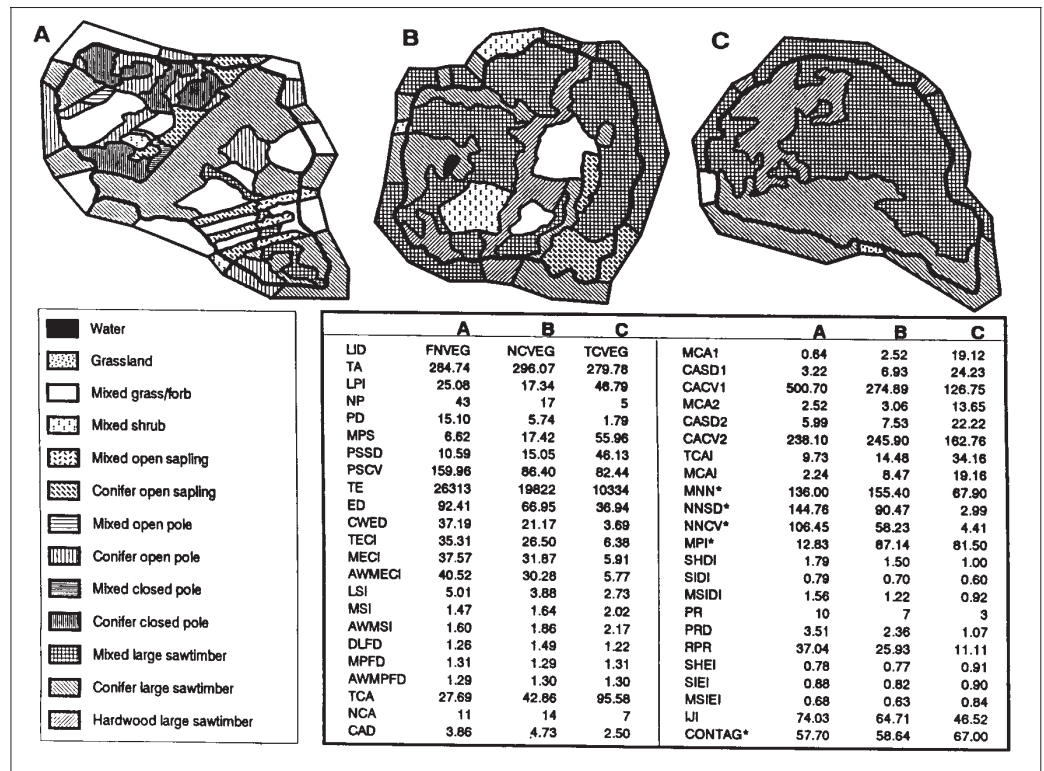 A
B
C
Water
Grassland
Mixed grass/forb
Mixed shrub
Mixed open sapling
Conifer open sapling
Mixed open pole
Conifer open pole
Mixed closed pole
Conifer closed pole
Mixed large sawtimber
Conifer large sawtimber
Hardwood large sawtimber
A B C
LID FNVEG NCVEG TCVEG
TA 284.74 296.07 279.78
LPI 25.08 17.34 46.79
NP 43 17 5
PD 15.10 5.74 1.79
MPS 6.62 17.42 55.96
PSSD 10.59 15.05 46.13
PSCV 159.96 86.40 82.44
TE 26313 19822 10334
ED 92.41 66.95 36.94
CWED 37.19 21.17 3.69
TECI 35.31 26.50 6.38
MECI 37.57 31.87 5.91
AWMECI 40.52 30.28 5.77
LSI 5.01 3.88 2.73
MSI 1.47 1.64 2.02
AWMSI 1.60 1.86 2.17
DLFD 1.26 1.49 1.22
MPFD 1.31 1.29 1.31
AWMPFD 1.29 1.30 1.30
TCA 27.69 42.86 95.58
NCA 11 14 7
CAD 3.86 4.73 2.50
A B C
MCA1 0.64 2.52 19.12
CASD1 3.22 6.93 24.23
CACV1 500.70 274.89 126.75
MCA2 2.52 3.06 13.65
CASD2 5.99 7.53 22.22
CACV2 238.10 245.90 162.76
TCAI 9.73 14.48 34.16
MCAI 2.24 8.47 19.16
MNN* 136.00 155.40 67.90
NNSD* 144.76 90.47 2.99
NNCV* 106.45 58.23 4.41
MPI* 12.83 87.14 81.50
SHDI 1.79 1.50 1.00
SIDI 0.79 0.70 0.60
MSIDI 1.56 1.22 0.92
PR 10 7 3
PRD 3.51 2.36 1.07
RPR 37.04 25.93 11.11
SHEI 0.78 0.77 0.91
SIEI 0.88 0.82 0.90
MSIEI 0.68 0.63 0.84
IJI 74.03 64.71 46.52
CONTAG* 57.70 58.64 67.00